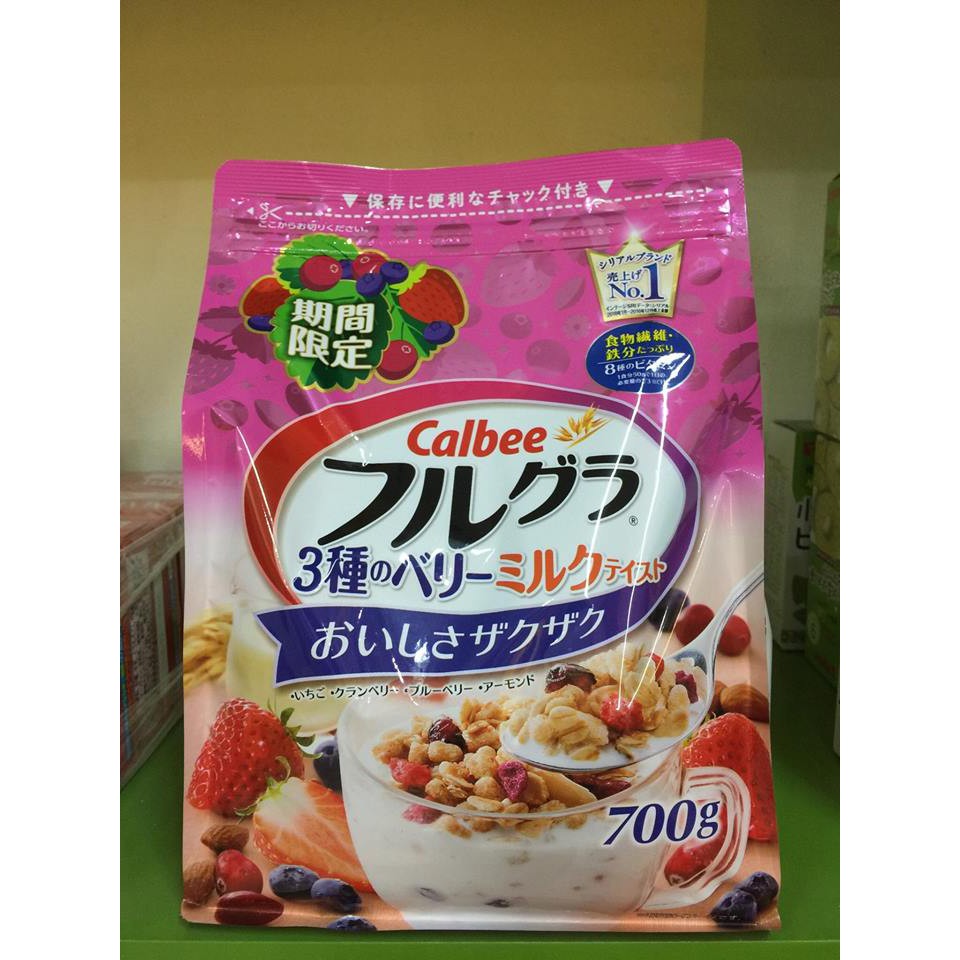 ▼保存に便利なチャック付き▼
ここからお切りください。
期間
限定
シリアルブランド
売上げ
No.1
食物繊維・
鉄分たっぷり
8種のビタミン
Calbee
フルグラ®
3種のベリーミルクテイスト
おいしさザクザク
・いちご・クランベリー・ブルーベリー・アーモンド
700g